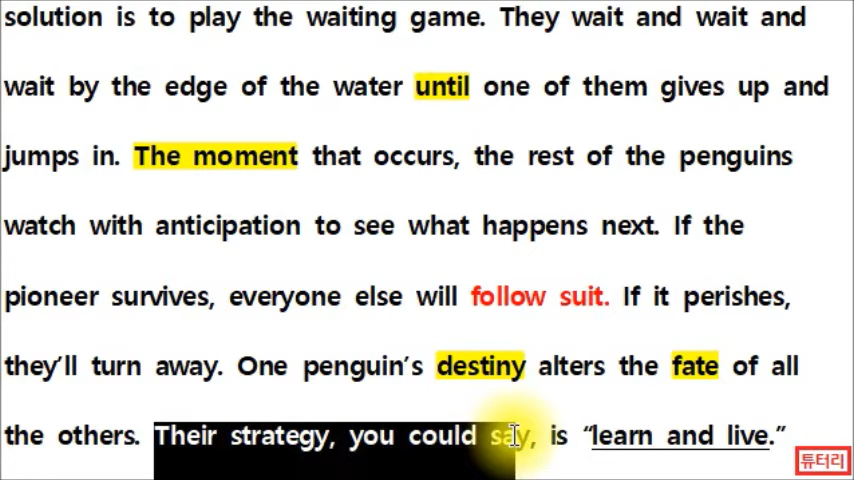 solution is to play the waiting game. They wait and wait and
wait by the edge of the water until one of them gives up and
jumps in. The moment that occurs, the rest of the penguins
watch with anticipation to see what happens next. If the
pioneer survives, everyone else will follow suit. If it perishes,
they'll turn away. One penguin's destiny alters the fate of all
the others. Their strategy, you could say, is “learn and live.”
튜터리